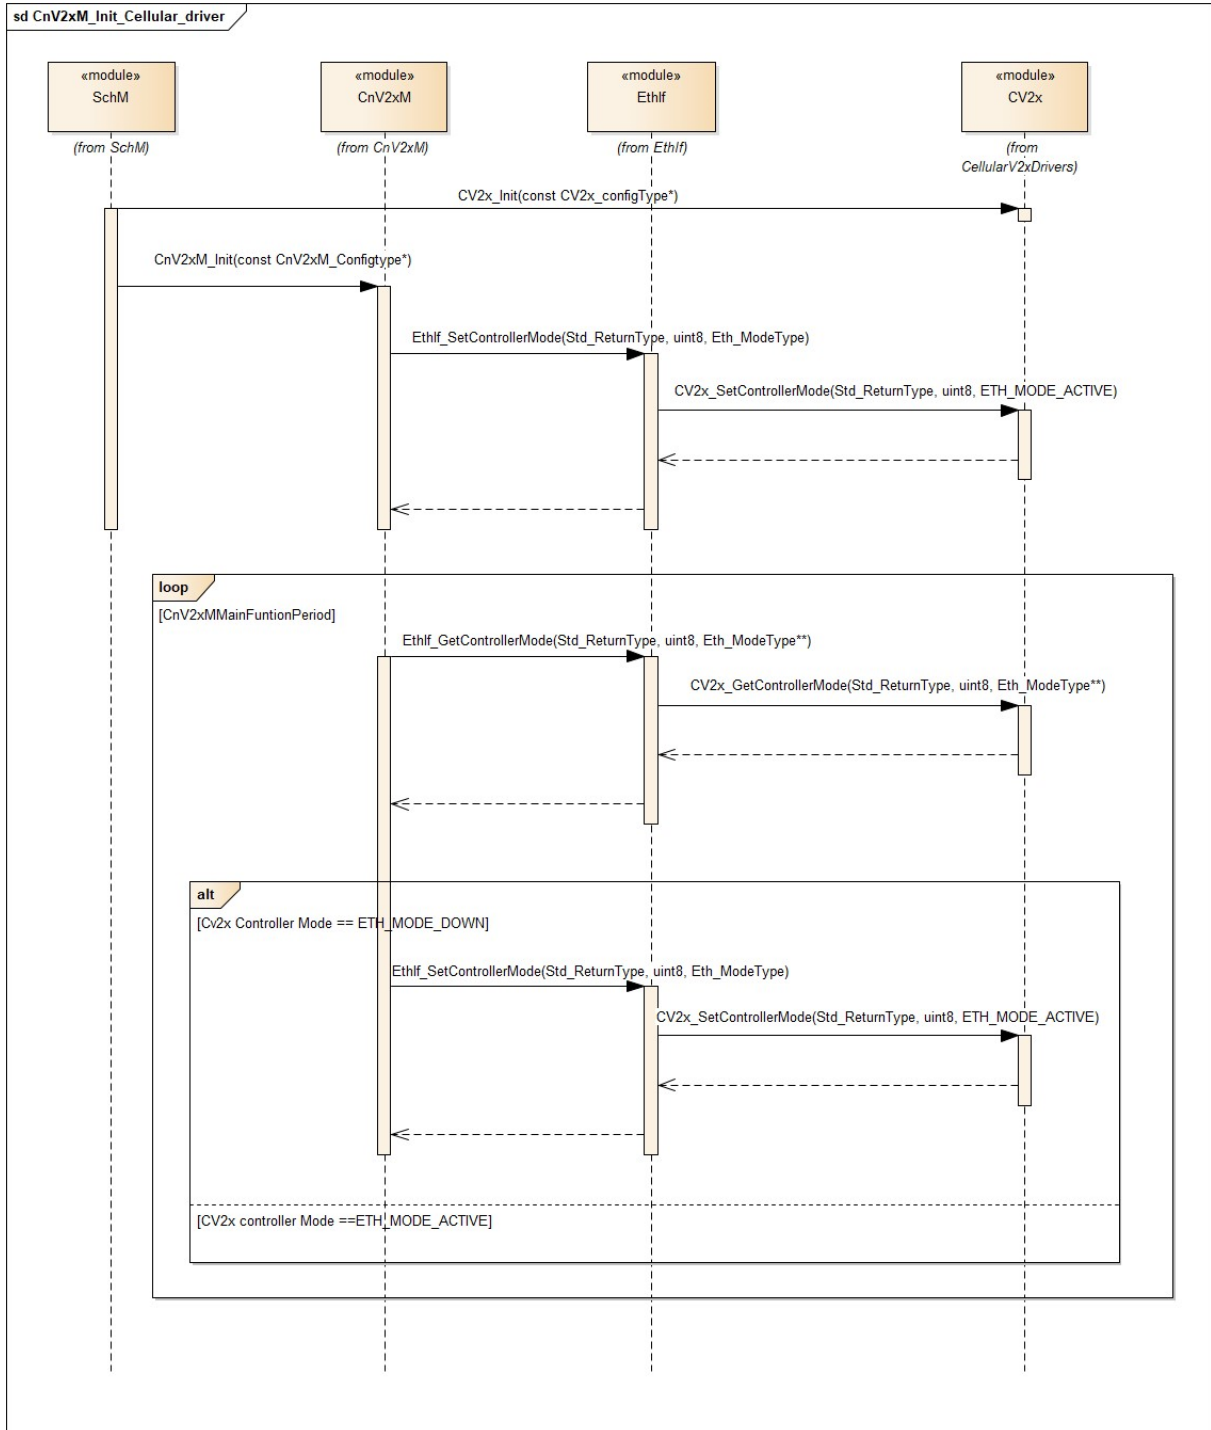 sd CnV2xM_Init_Cellular_driver
«module»
SchM
(from SchM)
«module»
CnV2xM
(from CnV2xM)
«module»
EthIf
(from EthIf)
«module»
CV2x
(from
CellularV2xDrivers)
CV2x_Init(const CV2x_configType*)
CnV2xM_Init(const CnV2xM_Configtype*)
EthIf_SetControllerMode(Std_ReturnType, uint8, Eth_ModeType)
CV2x_SetControllerMode(Std_ReturnType, uint8, ETH_MODE_ACTIVE)
loop
[CnV2xMMainFuntionPeriod]
EthIf_GetControllerMode(Std_ReturnType, uint8, Eth_ModeType**)
CV2x_GetControllerMode(Std_ReturnType, uint8, Eth_ModeType**)
alt
[Cv2x Controller Mode == ETH_MODE_DOWN]
EthIf_SetControllerMode(Std_ReturnType, uint8, Eth_ModeType)
CV2x_SetControllerMode(Std_ReturnType, uint8, ETH_MODE_ACTIVE)
[CV2x controller Mode ==ETH_MODE_ACTIVE]